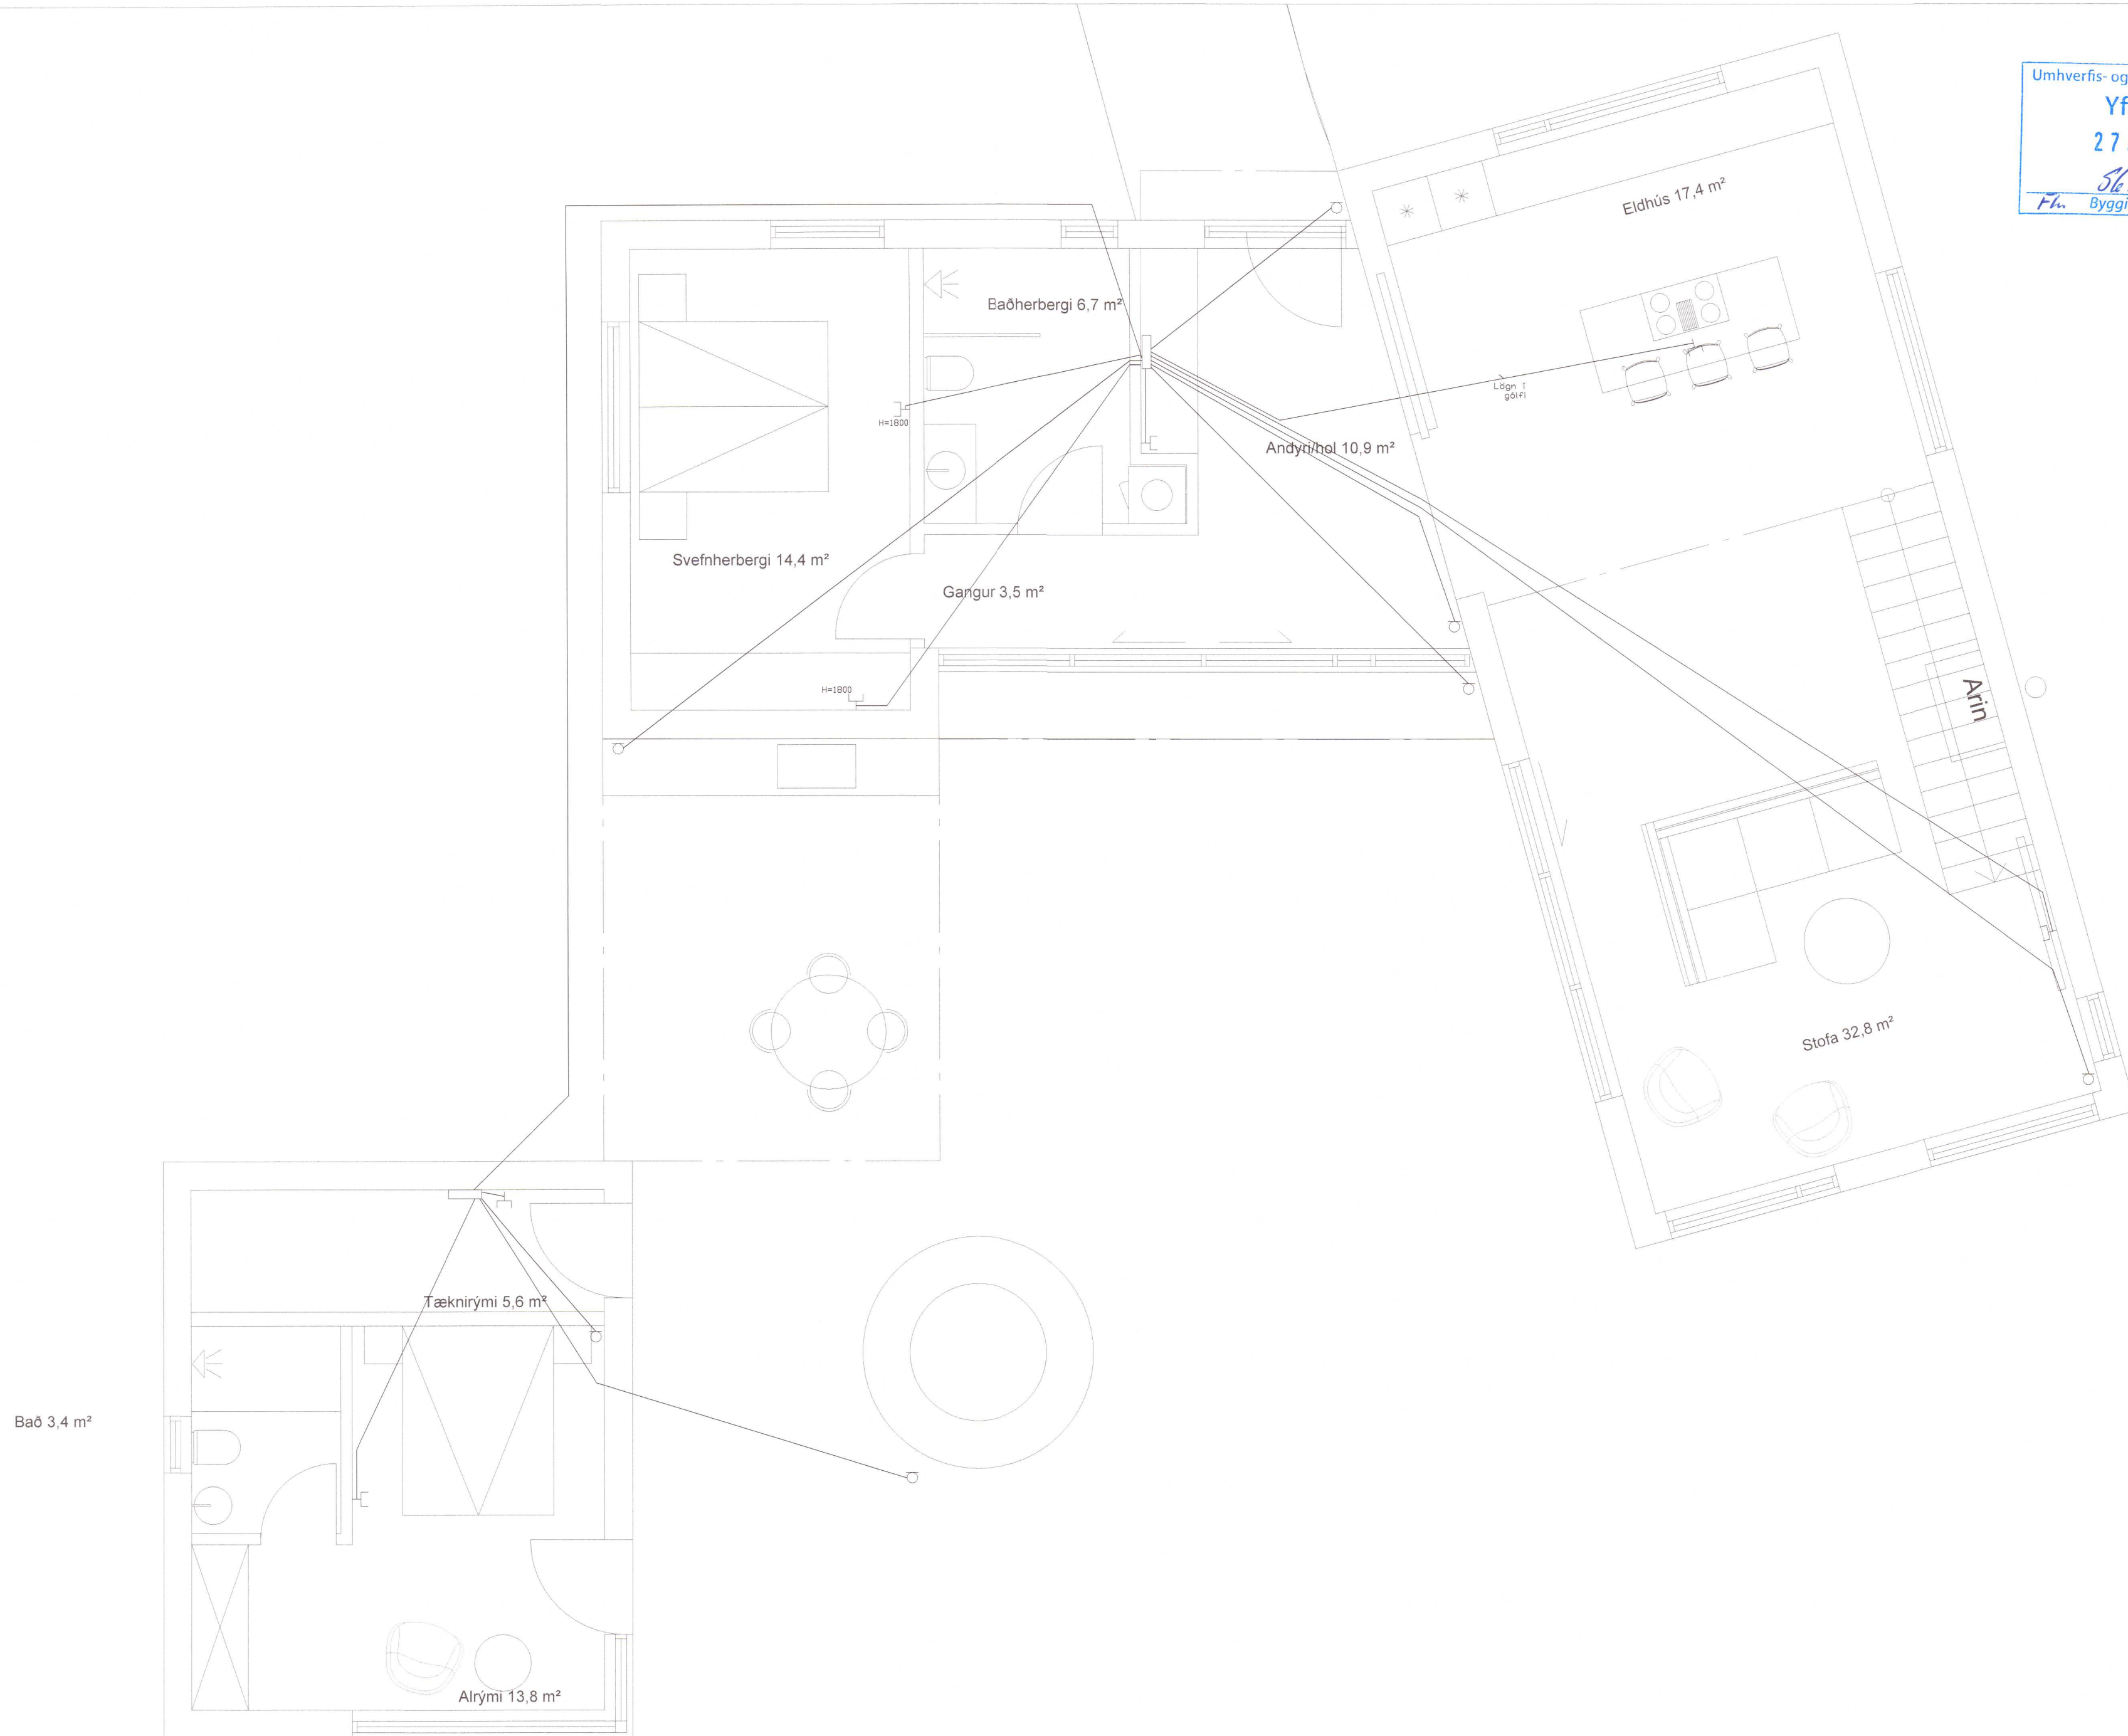 Umhverfis- og
Yf
27
Byggi
Eldhús 17,4 m²
Baðherbergi 6,7 m²
Lögn í
gólfi
H=1800
Andyri/hol 10,9 m²
Svefnherbergi 14,4 m²
Gangur 3,5 m²
H=1800
Arin
Stofa 32,8 m²
Tæknirými 5,6 m²
Bað 3,4 m²
Alrými 13,8 m²